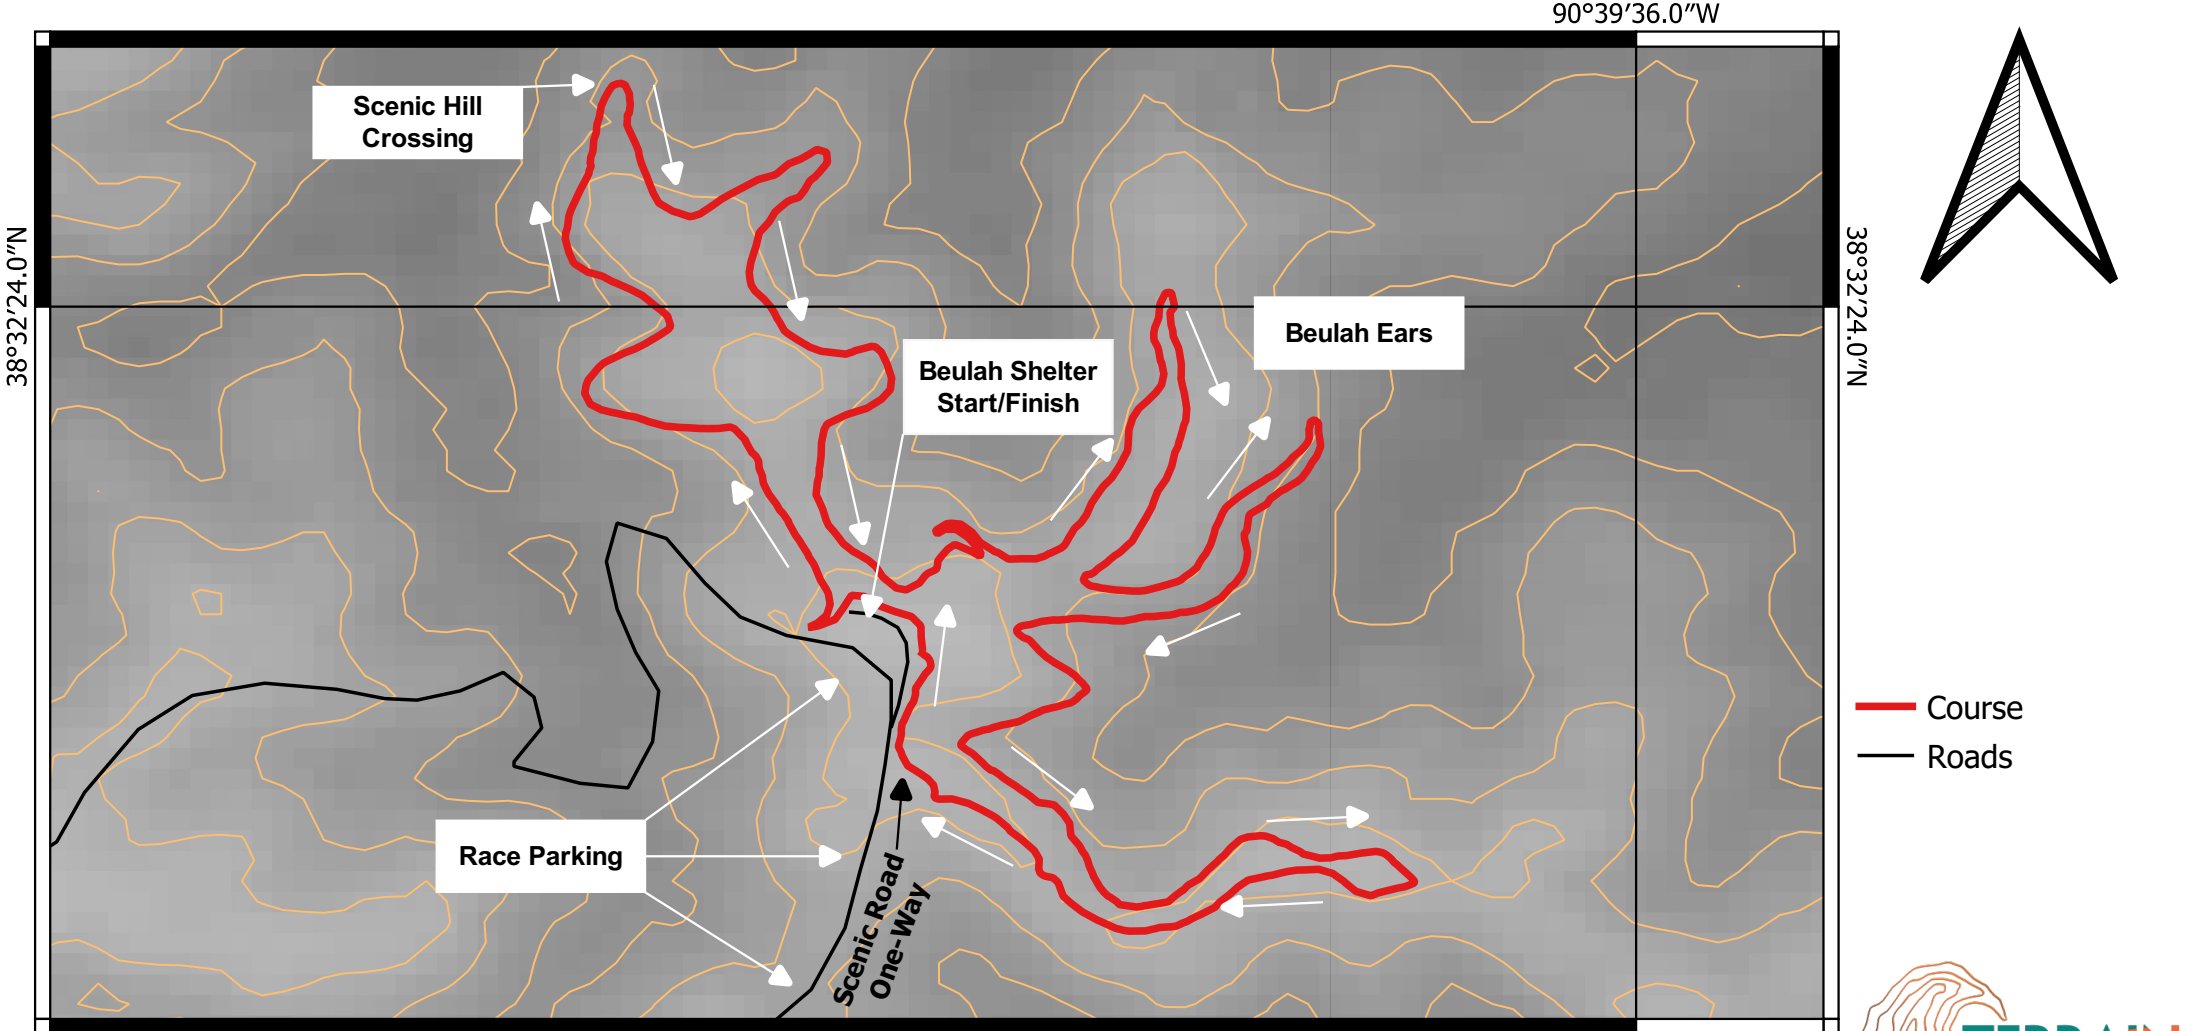 90°39'36.0"W
Scenic Hill
Crossing
38°32'24.0"N
38°32'24.0"N
Beulah Ears
Beulah Shelter
Start/Finish
Course
Roads
Race Parking
Scenic Road
One-Way